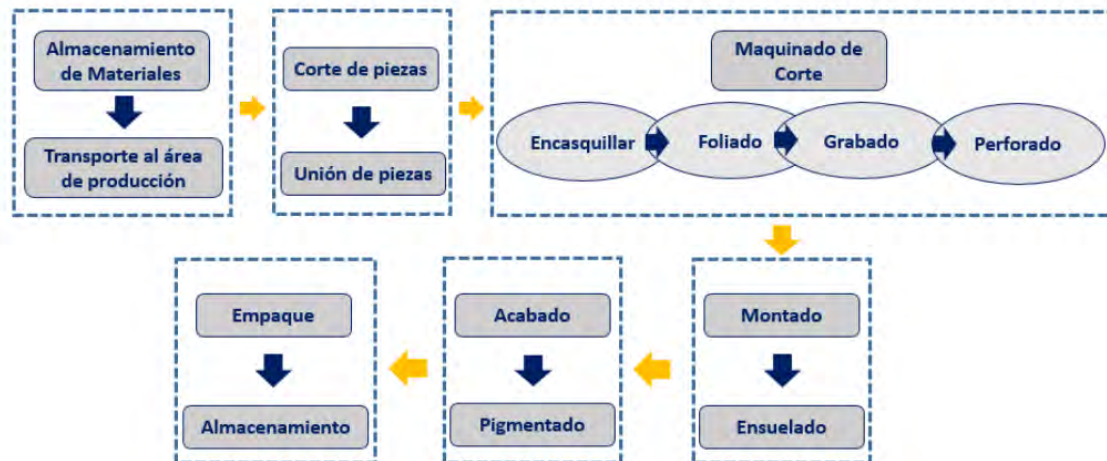 Almacenamiento
de Materiales
Transporte al área
de producción
Corte de piezas
Unión de piezas
Maquinado de
Corte
Encasquillar
Foliado
Grabado
Perforado
Montado
Ensuelado
Acabado
Pigmentado
Empaque
Almacenamiento